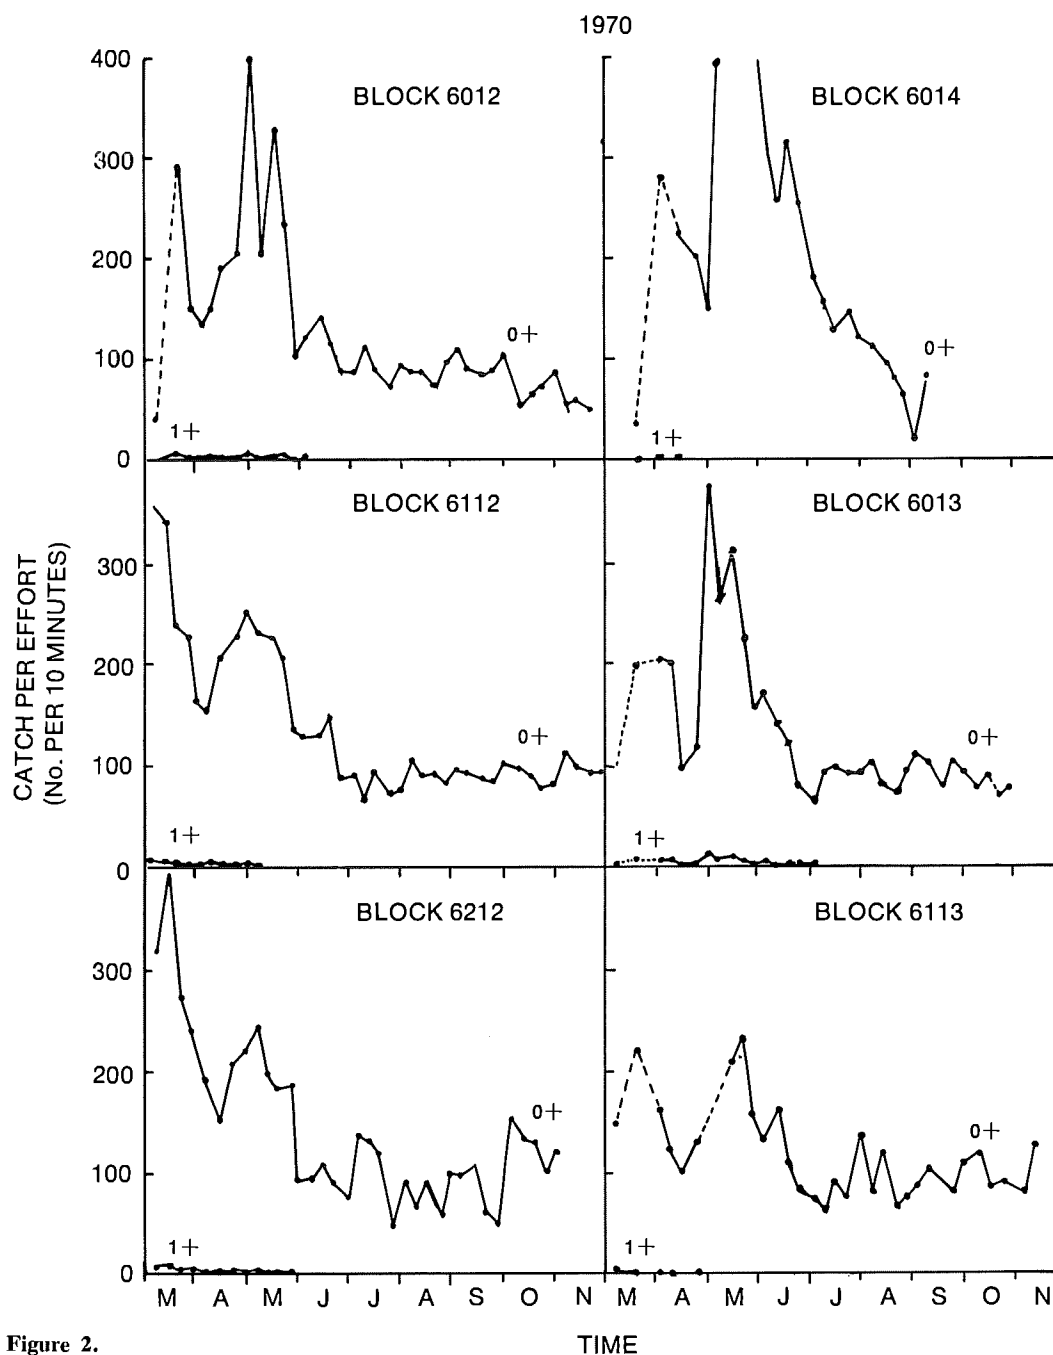 1970
400
300
200
100
0
BLOCK 6012
0+
1+
BLOCK 6014
0+
1+
CATCH PER EFFORT
(No. PER 10 MINUTES)
300
200
100
0
BLOCK 6112
0+
1+
BLOCK 6013
0+
1+
300
200
100
0
BLOCK 6212
0+
1+
BLOCK 6113
0+
1+
M A M J J A S O N
M A M J J A S O N
Figure 2.
TIME